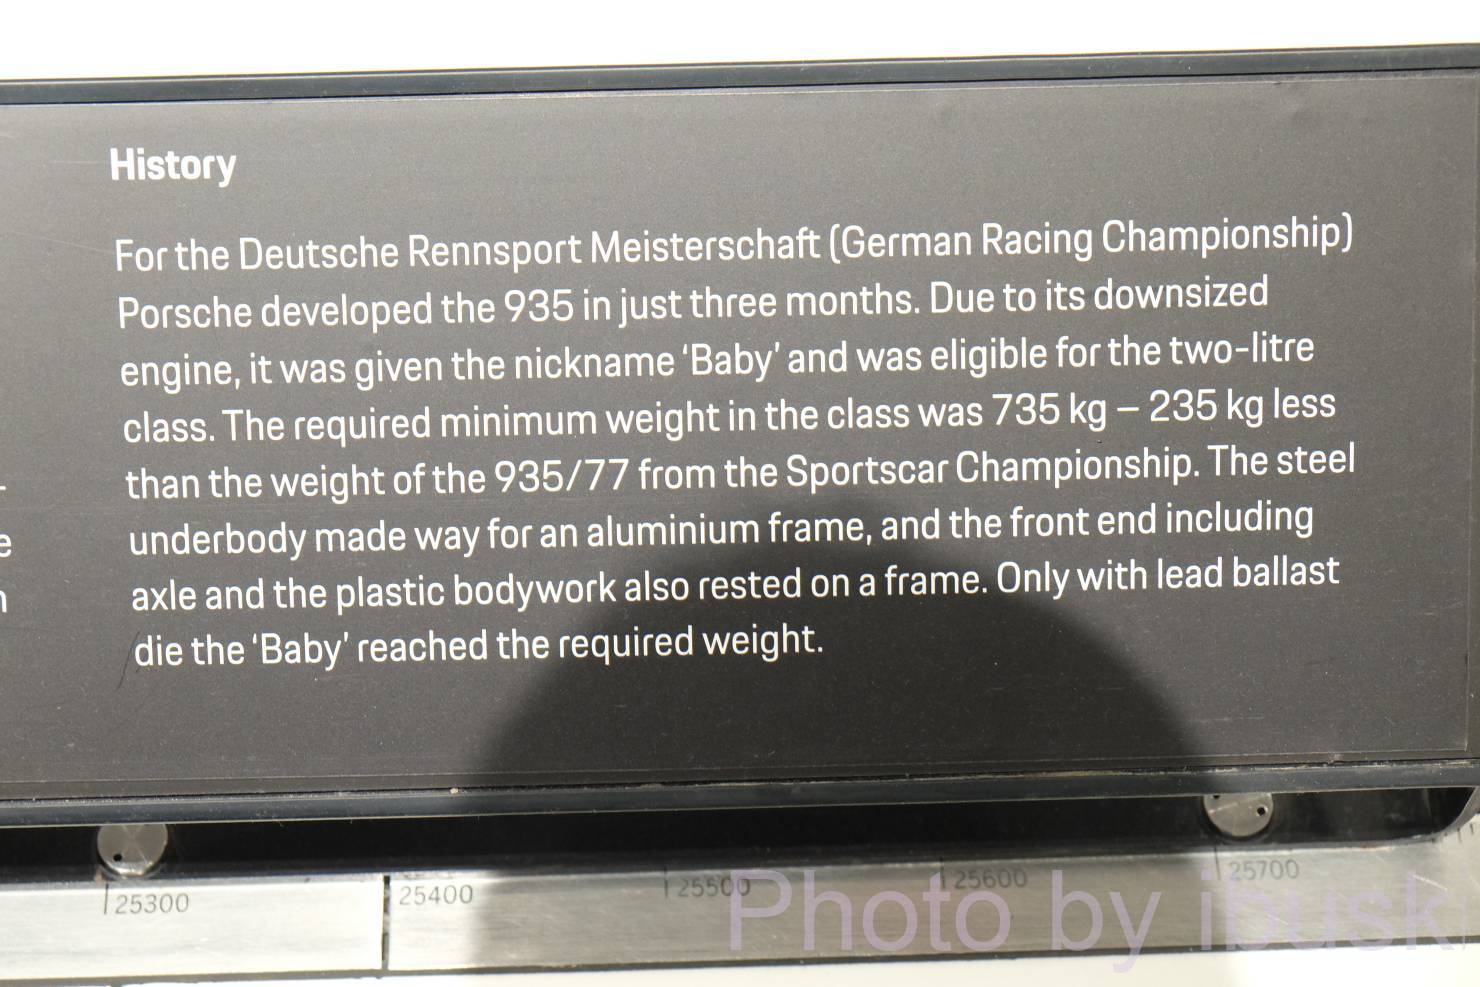 History
For the Deutsche Rennsport Meisterschaft (German Racing Championship)
Porsche developed the 935 in just three months. Due to its downsized
engine, it was given the nickname ‘Baby’ and was eligible for the two-litre
class. The required minimum weight in the class was 735 kg – 235 kg less
than the weight of the 935/77 from the Sportscar Championship. The steel
underbody made way for an aluminium frame, and the front end including
axle and the plastic bodywork also rested on a frame. Only with lead ballast
die the ‘Baby’ reached the required weight.
25300 25400 25500 25600 25700
Photo by ibusk